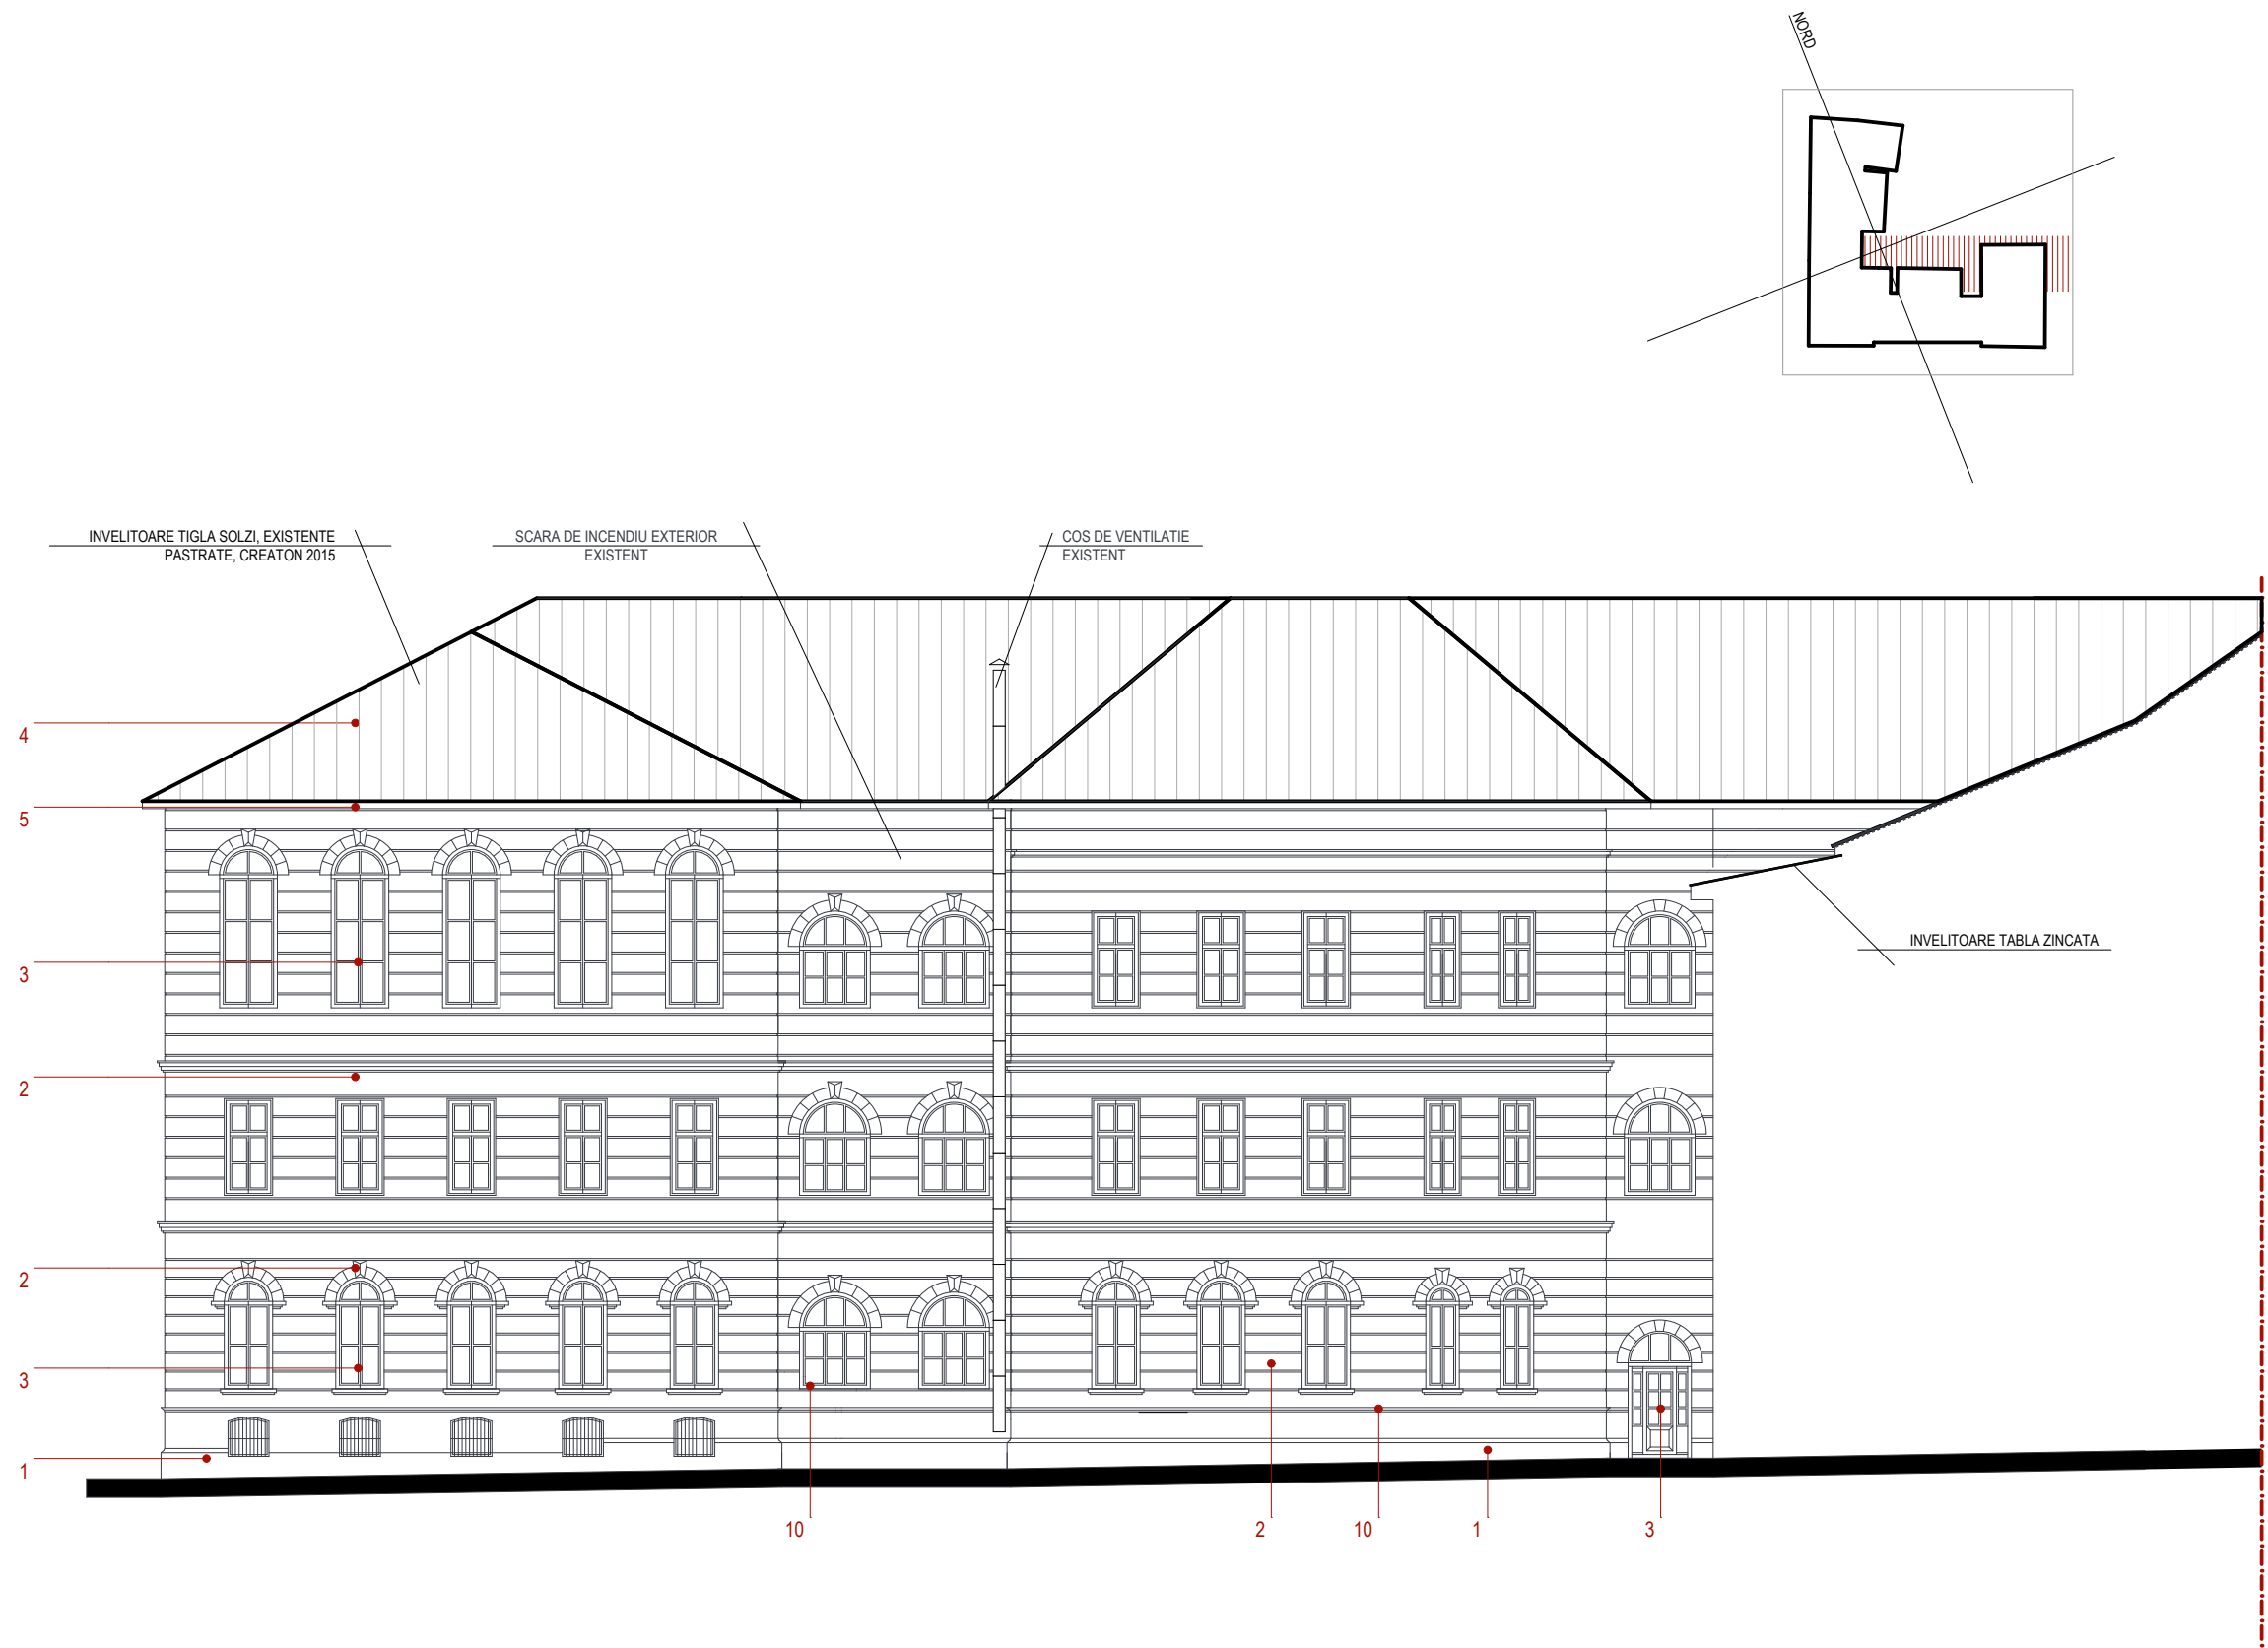 NORD
INVELITOARE TIGLA SOLZI, EXISTENTE
PASTRATE, CREATON 2015
SCARA DE INCENDIU EXTERIOR
EXISTENT
COS DE VENTILATIE
EXISTENT
4
5
INVELITOARE TABLA ZINCATA
3
2
2
3
1
10
2
10
1
3